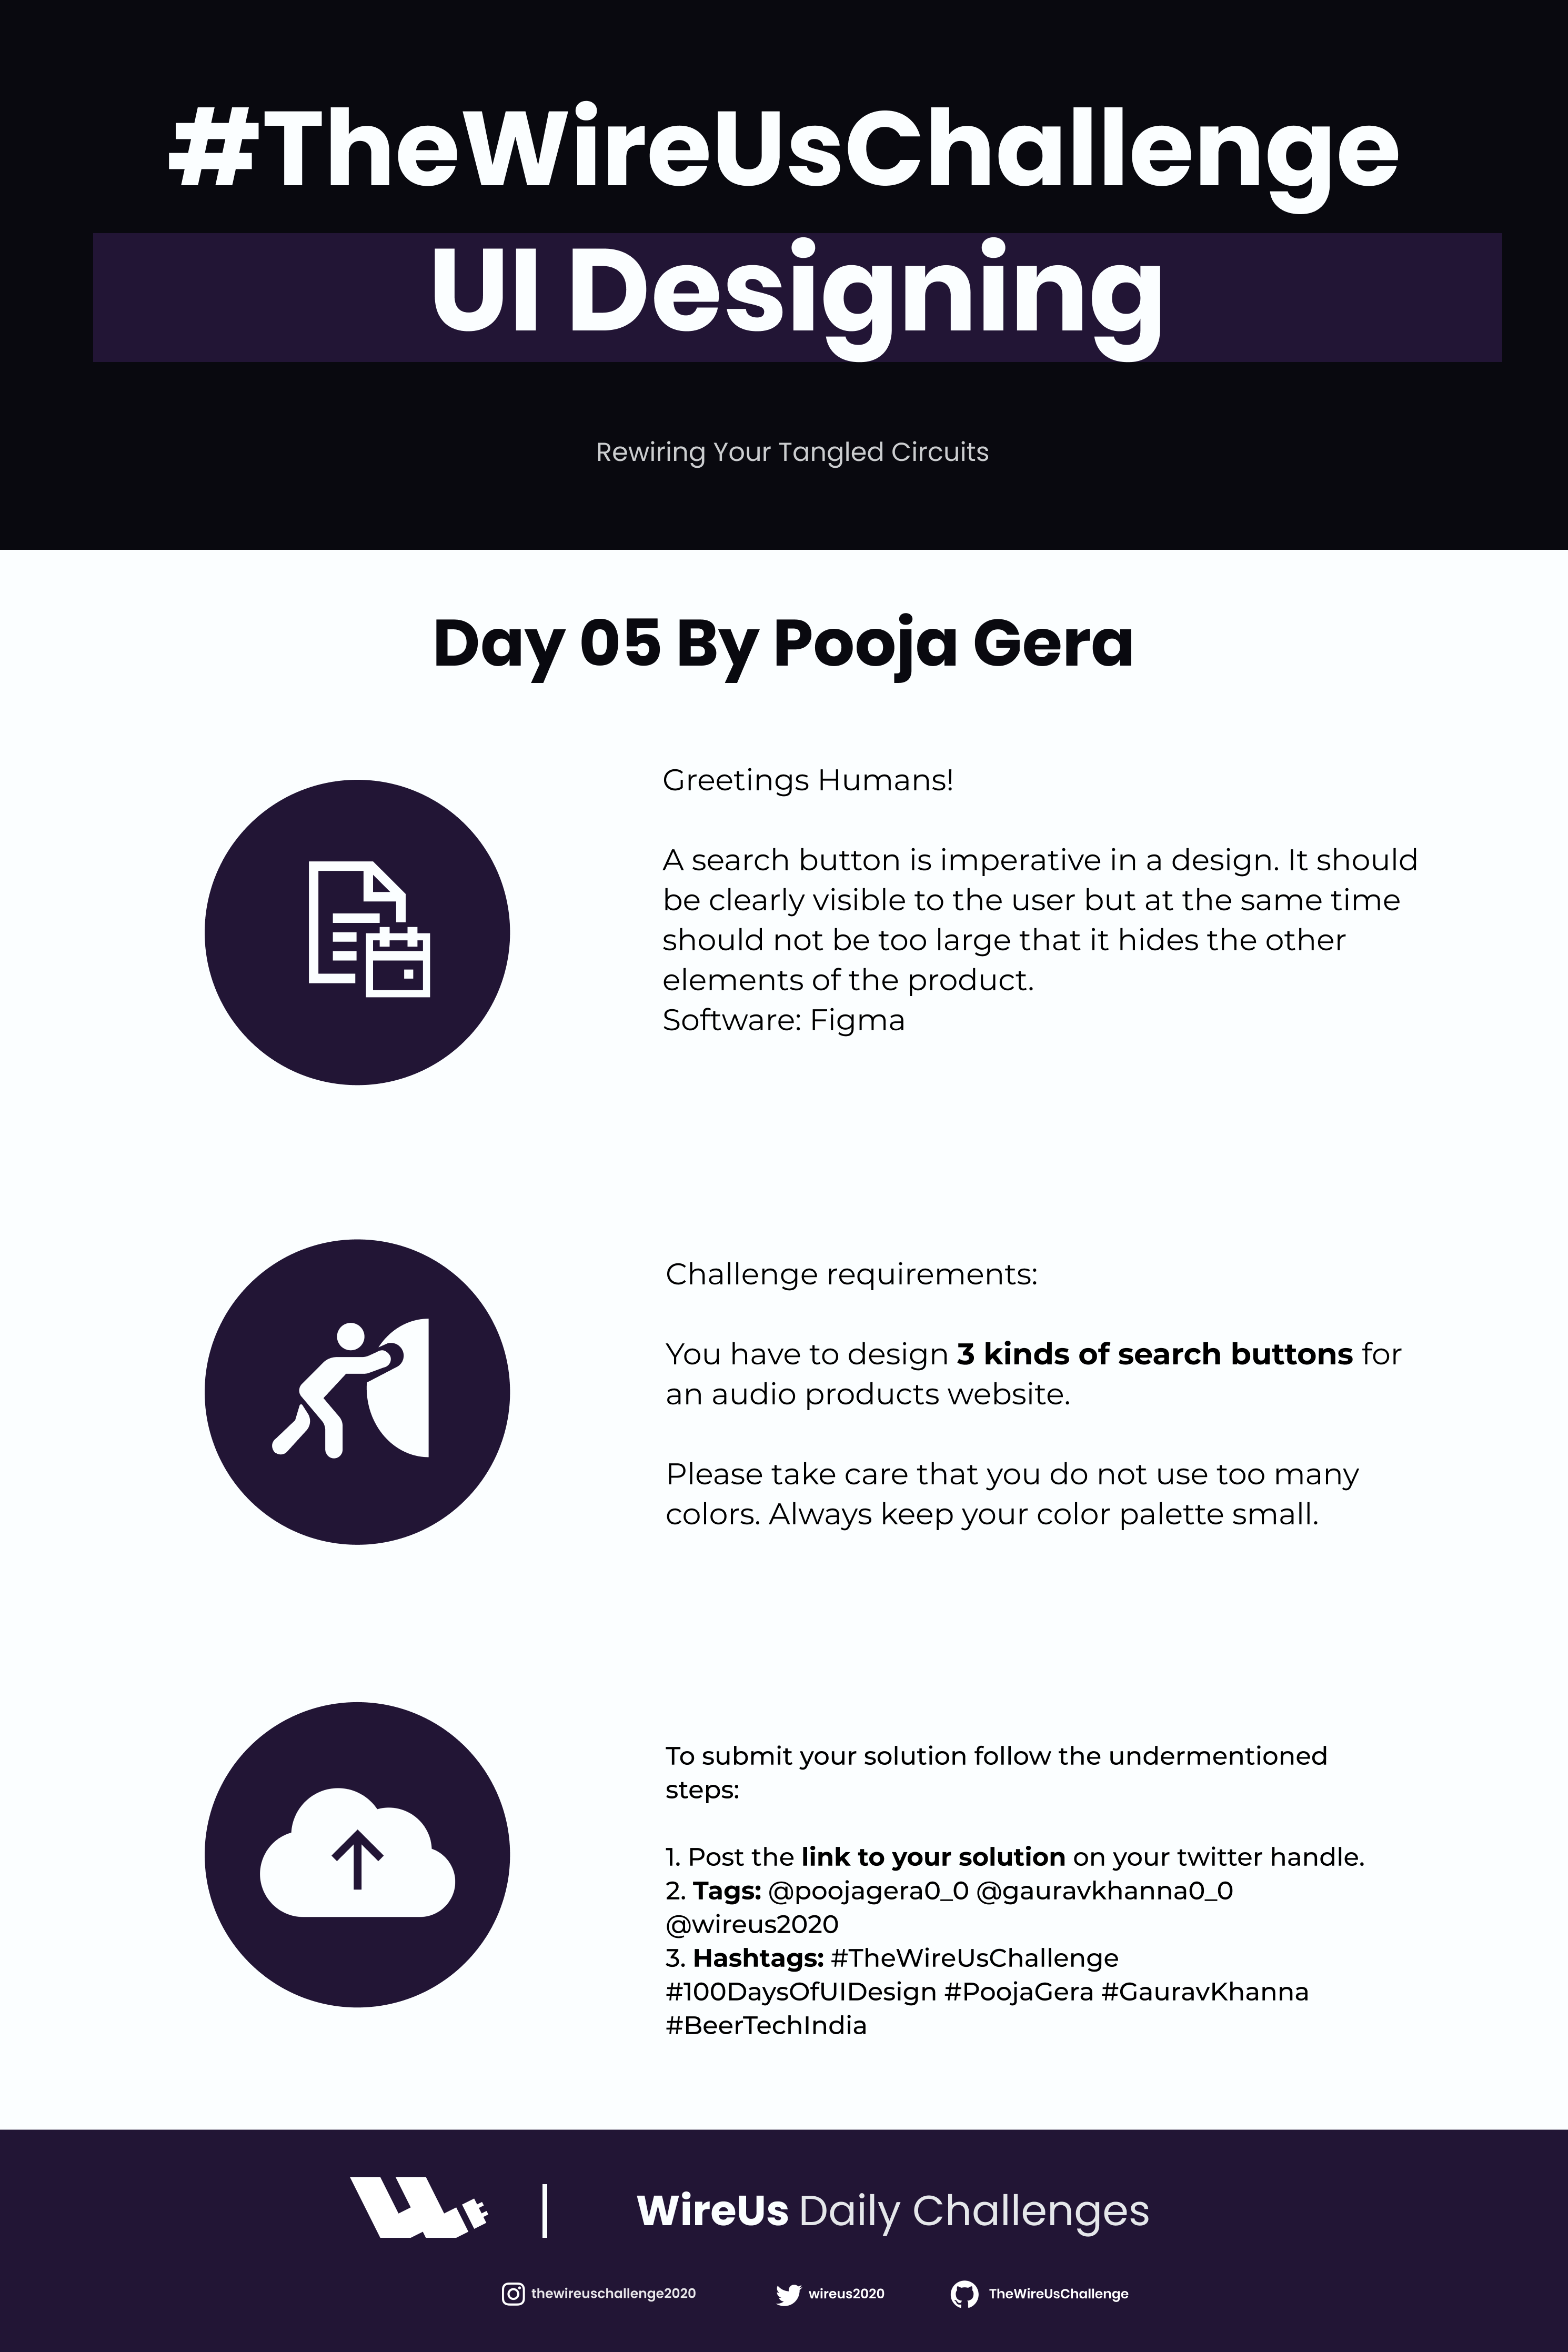 #TheWireUsChallenge
UI Designing
Rewiring Your Tangled Circuits
Day 05 By Pooja Gera
Greetings Humans!
A search button is imperative in a design. It should
be clearly visible to the user but at the same time
should not be too large that it hides the other
elements of the product.
Software: Figma
Challenge requirements:
You have to design 3 kinds of search buttons for
an audio products website.
Please take care that you do not use too many
colors. Always keep your color palette small.
To submit your solution follow the undermentioned
steps:
1. Post the link to your solution on your twitter handle.
2. Tags: @poojagera0_0 @gauravkhanna0_0
@wireus2020
3. Hashtags: #TheWireUsChallenge
#100DaysOfUIDesign #PoojaGera #GauravKhanna
#BeerTechIndia
WireUs Daily Challenges
thewireuschallenge2020 wireus2020 TheWireUsChallenge